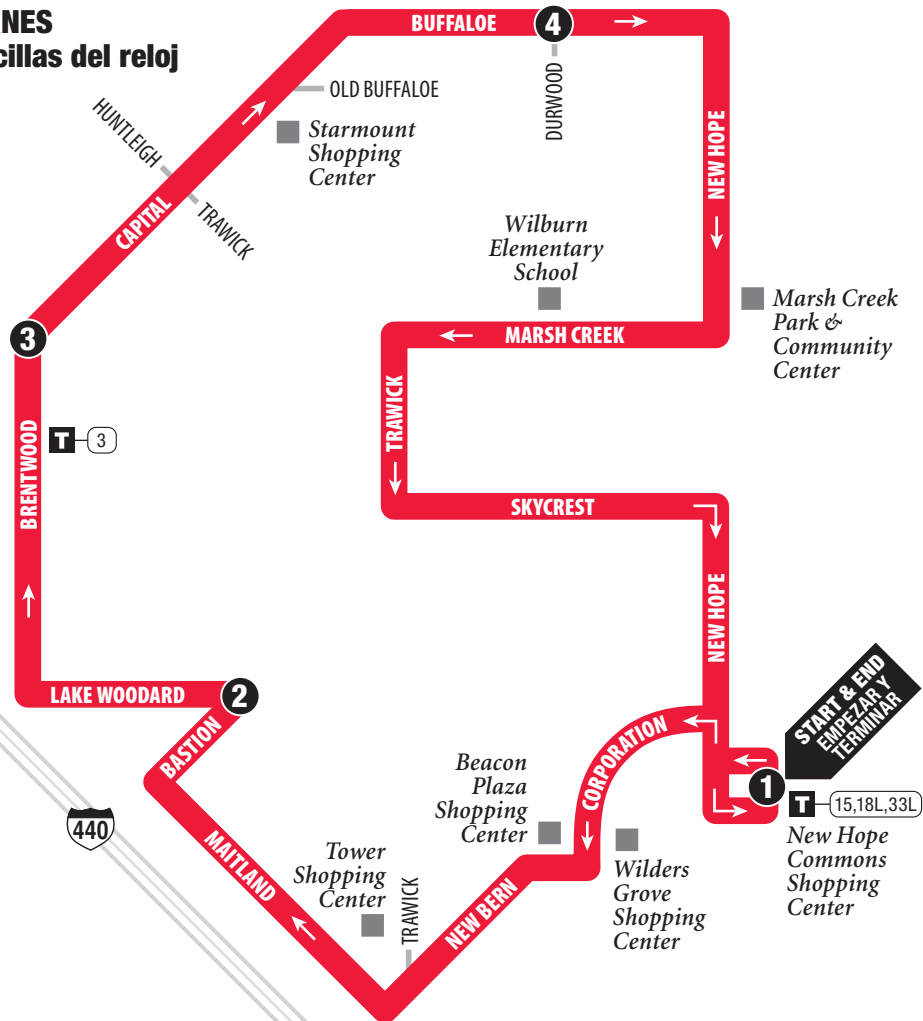 RNES
cillas del reloj
BUFFALOE
4
OLD BUFFALOE
DURWOOD
HUNTLEIGH
Starmount
Shopping
Center
NEW HOPE
CAPITAL
TRAWICK
Wilburn
Elementary
School
Marsh Creek
Park &
Community
Center
3
MARSH CREEK
TRAWICK
T 3
BRENTWOOD
SKYCREST
NEW HOPE
LAKE WOODARD
2
START & END
EMPEZAR Y
TERMINAR
BASTION
CORPORATION
1
T 15,18L,33L
New Hope
Commons
Shopping
Center
Beacon
Plaza
Shopping
Center
440
MAITLAND
Tower
Shopping
Center
TRAWICK
NEW BERN
Wilders
Grove
Shopping
Center